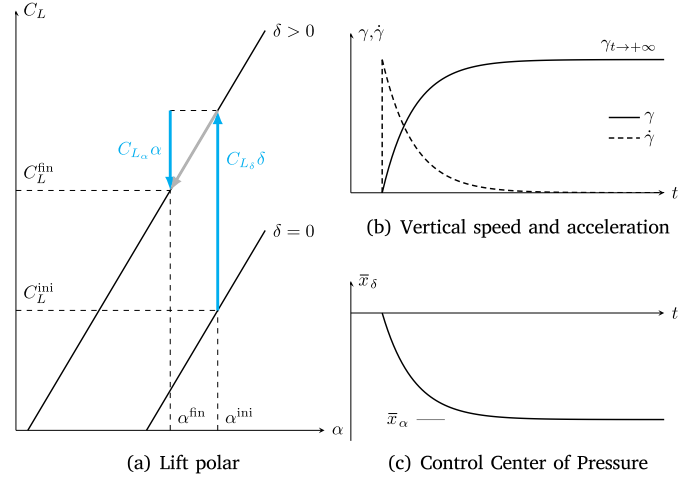 C_L
δ > 0
C_{L_α}α
C_{L_δ}δ
C_L^{fin}
δ = 0
C_L^{ini}
α^{fin}
α^{ini}
α
(a) Lift polar
γ,γ̇
γ_{t→+∞}
γ
γ̇
t
(b) Vertical speed and acceleration
x̅_δ
t
x̅_α
(c) Control Center of Pressure